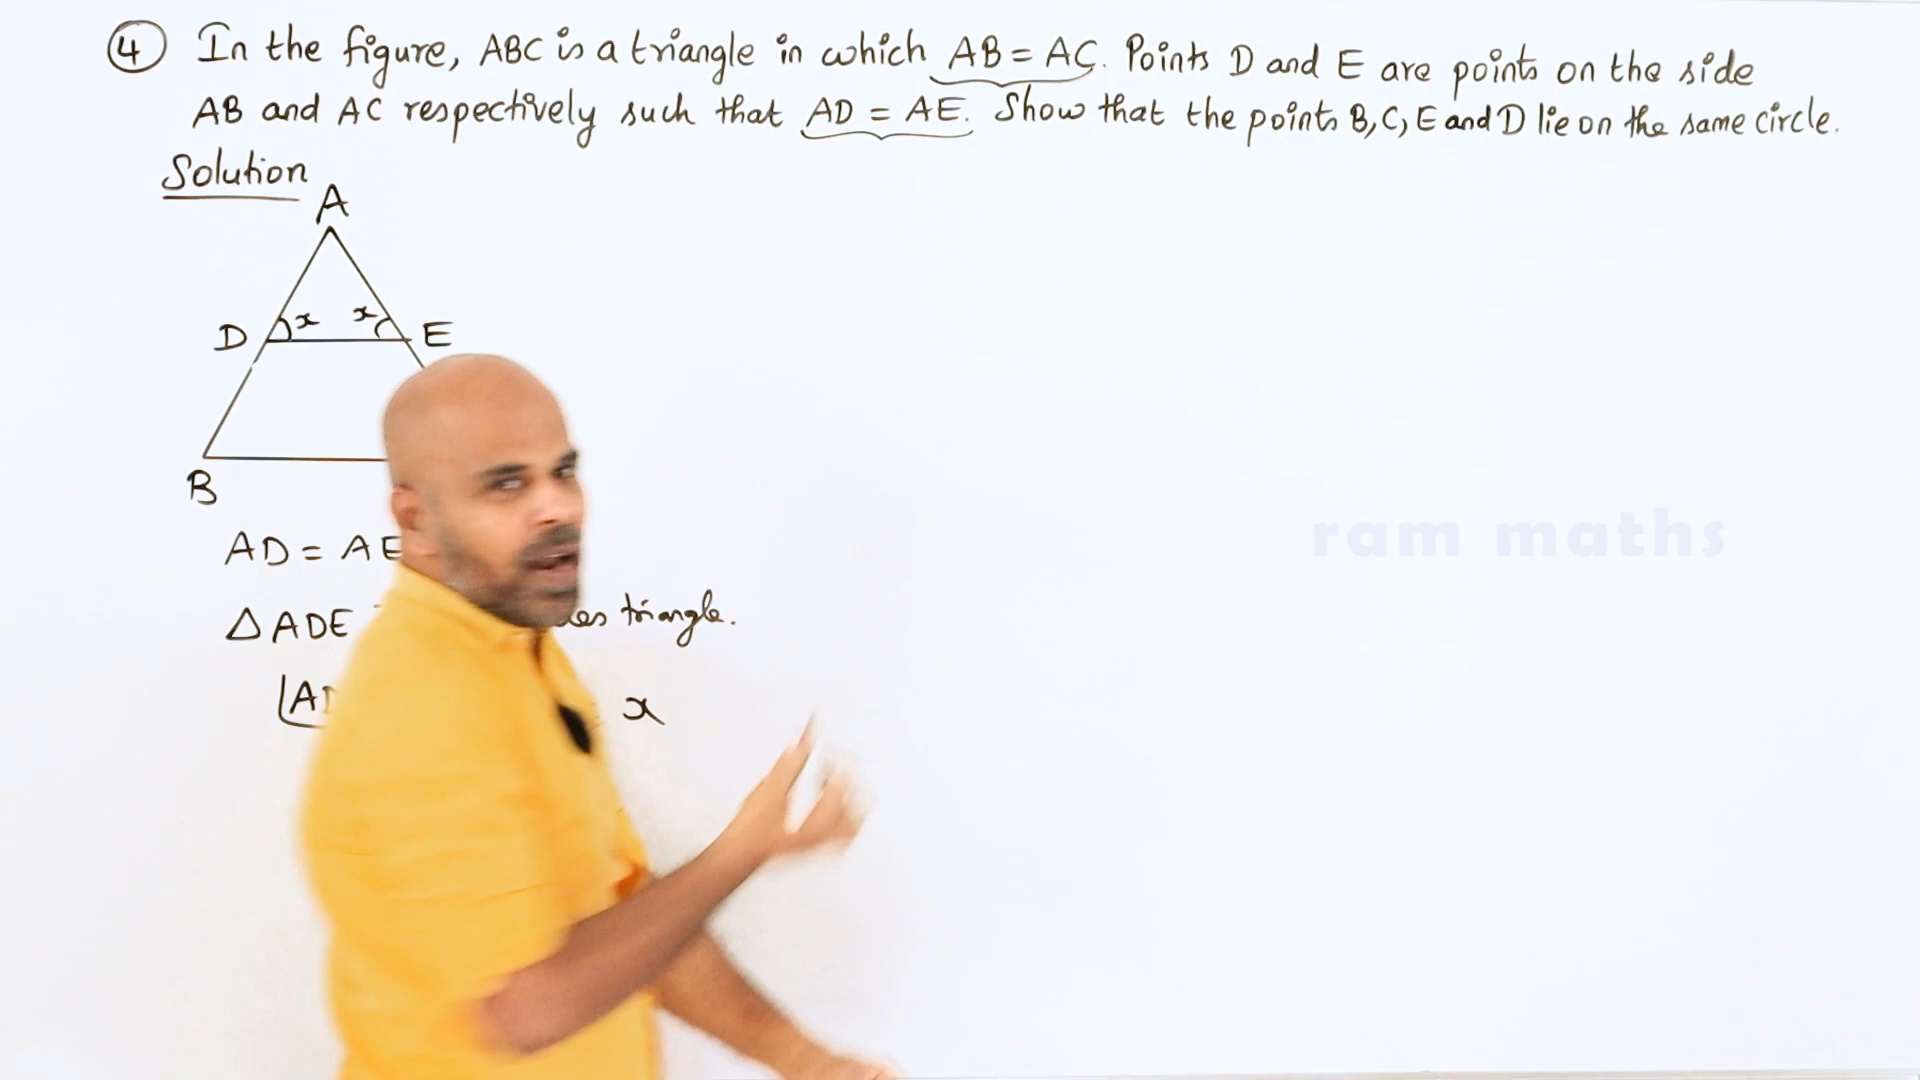 4 In the figure, ABC is a triangle in which AB = AC. Points D and E are points on the side
AB and AC respectively such that AD = AE. Show that the points B, C, E and D lie on the same circle.
Solution
A
x x
D E
B
AD = AE
△ADE triangle.
x
ram maths